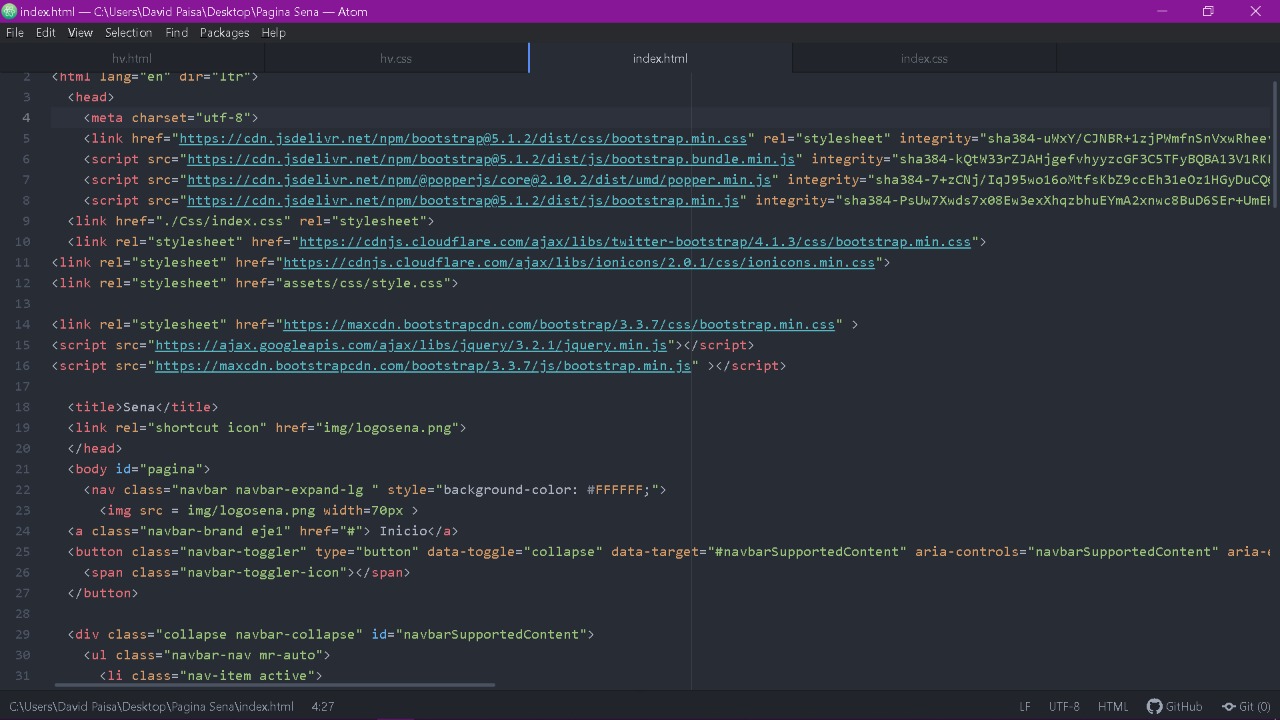 index.html — C:\Users\David Paisa\Desktop\Pagina Sena — Atom
File Edit View Selection Find Packages Help
hv.html hv.css index.html index.css
2 <html lang="en" dir="ltr">
3 <head>
4 <meta charset="utf-8">
5 <link href="https://cdn.jsdelivr.net/npm/bootstrap@5.1.2/dist/css/bootstrap.min.css" rel="stylesheet" integrity="sha384-uWxY/CJNBR+1zjPWmfnSnVxwRhee
6 <script src="https://cdn.jsdelivr.net/npm/bootstrap@5.1.2/dist/js/bootstrap.bundle.min.js" integrity="sha384-kQtW33rZJAHjgefvhyyzcGF3C5TFyBQBA13V1RK
7 <script src="https://cdn.jsdelivr.net/npm/@popperjs/core@2.10.2/dist/umd/popper.min.js" integrity="sha384-7+zCNj/IqJ95wo16oMtfsKbZ9ccEh31eOz1HGyDuCQ
8 <script src="https://cdn.jsdelivr.net/npm/bootstrap@5.1.2/dist/js/bootstrap.min.js" integrity="sha384-PsUw7Xwds7x08Ew3exXhqzbhuEYmA2xnwc8BuD6SEr+UmE
9 <link href="./Css/index.css" rel="stylesheet">
10 <link rel="stylesheet" href="https://cdnjs.cloudflare.com/ajax/libs/twitter-bootstrap/4.1.3/css/bootstrap.min.css">
11 <link rel="stylesheet" href="https://cdnjs.cloudflare.com/ajax/libs/ionicons/2.0.1/css/ionicons.min.css">
12 <link rel="stylesheet" href="assets/css/style.css">
13
14 <link rel="stylesheet" href="https://maxcdn.bootstrapcdn.com/bootstrap/3.3.7/css/bootstrap.min.css" >
15 <script src="https://ajax.googleapis.com/ajax/libs/jquery/3.2.1/jquery.min.js"></script>
16 <script src="https://maxcdn.bootstrapcdn.com/bootstrap/3.3.7/js/bootstrap.min.js" ></script>
17
18 <title>Sena</title>
19 <link rel="shortcut icon" href="img/logosena.png">
20 </head>
21 <body id="pagina">
22 <nav class="navbar navbar-expand-lg " style="background-color: #FFFFFF;">
23 <img src = img/logosena.png width=70px >
24 <a class="navbar-brand eje1" href="#"> Inicio</a>
25 <button class="navbar-toggler" type="button" data-toggle="collapse" data-target="#navbarSupportedContent" aria-controls="navbarSupportedContent" aria-
26 <span class="navbar-toggler-icon"></span>
27 </button>
28
29 <div class="collapse navbar-collapse" id="navbarSupportedContent">
30 <ul class="navbar-nav mr-auto">
31 <li class="nav-item active">
C:\Users\David Paisa\Desktop\Pagina Sena\index.html 4:27 LF UTF-8 HTML GitHub Git (0)